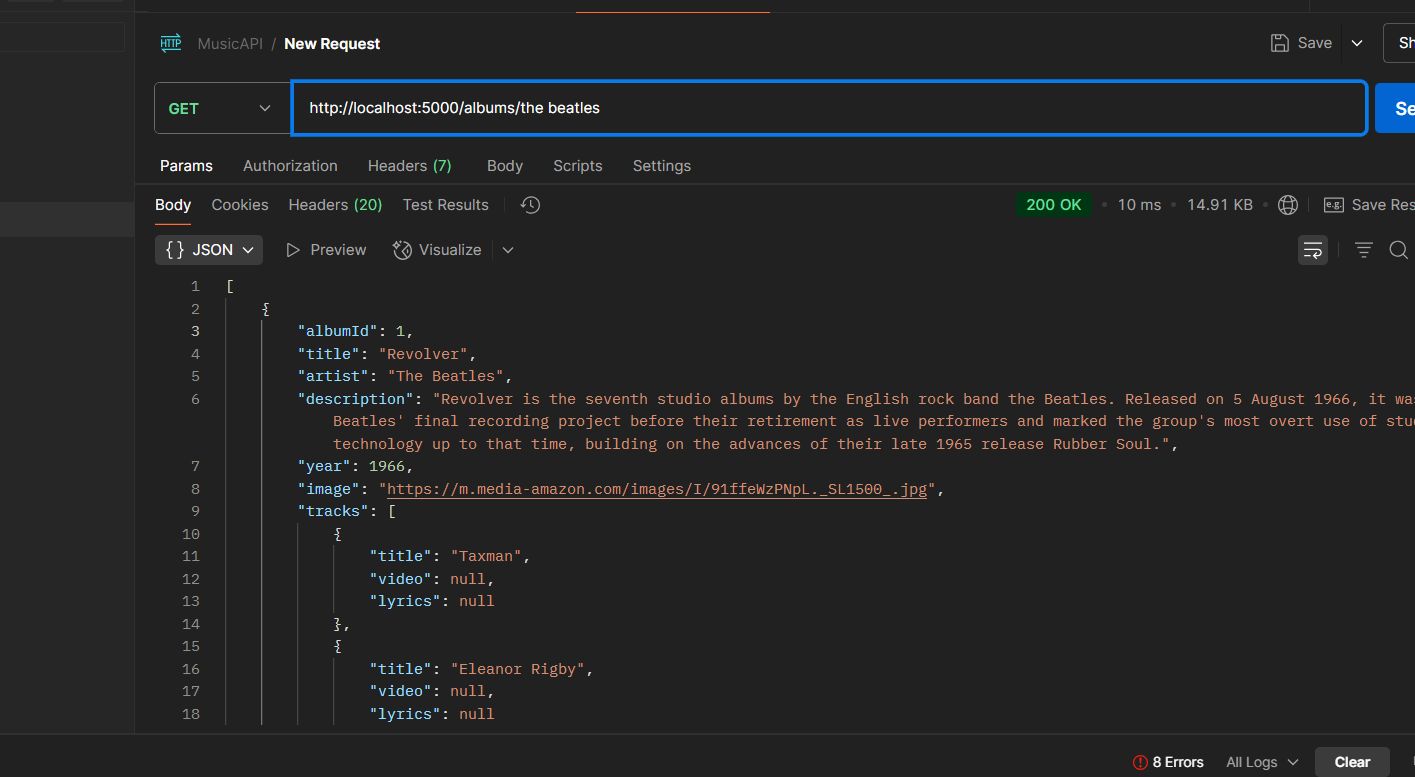 HTTP MusicAPI / New Request Save Sh
GET http://localhost:5000/albums/the beatles Se
Params Authorization Headers (7) Body Scripts Settings
Body Cookies Headers (20) Test Results 200 OK • 10 ms • 14.91 KB • e.g. Save Res
{} JSON Preview Visualize
1 [
2 {
3 "albumId": 1,
4 "title": "Revolver",
5 "artist": "The Beatles",
6 "description": "Revolver is the seventh studio albums by the English rock band the Beatles. Released on 5 August 1966, it was
Beatles' final recording project before their retirement as live performers and marked the group's most overt use of stu
technology up to that time, building on the advances of their late 1965 release Rubber Soul.",
7 "year": 1966,
8 "image": "https://m.media-amazon.com/images/I/91ffeWzPNpL._SL1500_.jpg",
9 "tracks": [
10 {
11 "title": "Taxman",
12 "video": null,
13 "lyrics": null
14 },
15 {
16 "title": "Eleanor Rigby",
17 "video": null,
18 "lyrics": null
8 Errors All Logs Clear